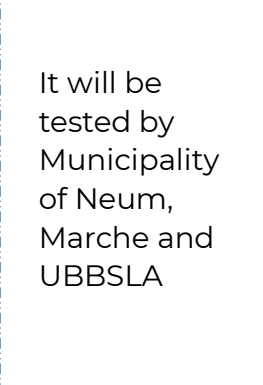 It will be
tested by
Municipality
of Neum,
Marche and
UBBSLA